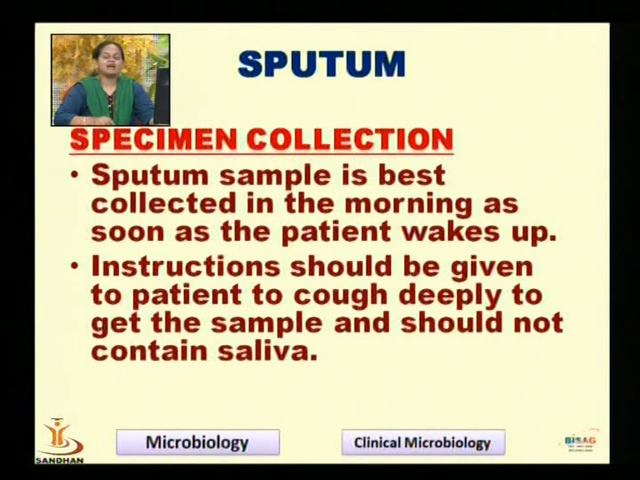 SPUTUM
SPECIMEN COLLECTION
• Sputum sample is best
collected in the morning as
soon as the patient wakes up.
• Instructions should be given
to patient to cough deeply to
get the sample and should not
contain saliva.
Microbiology
Clinical Microbiology
SANDHAN
BISAG